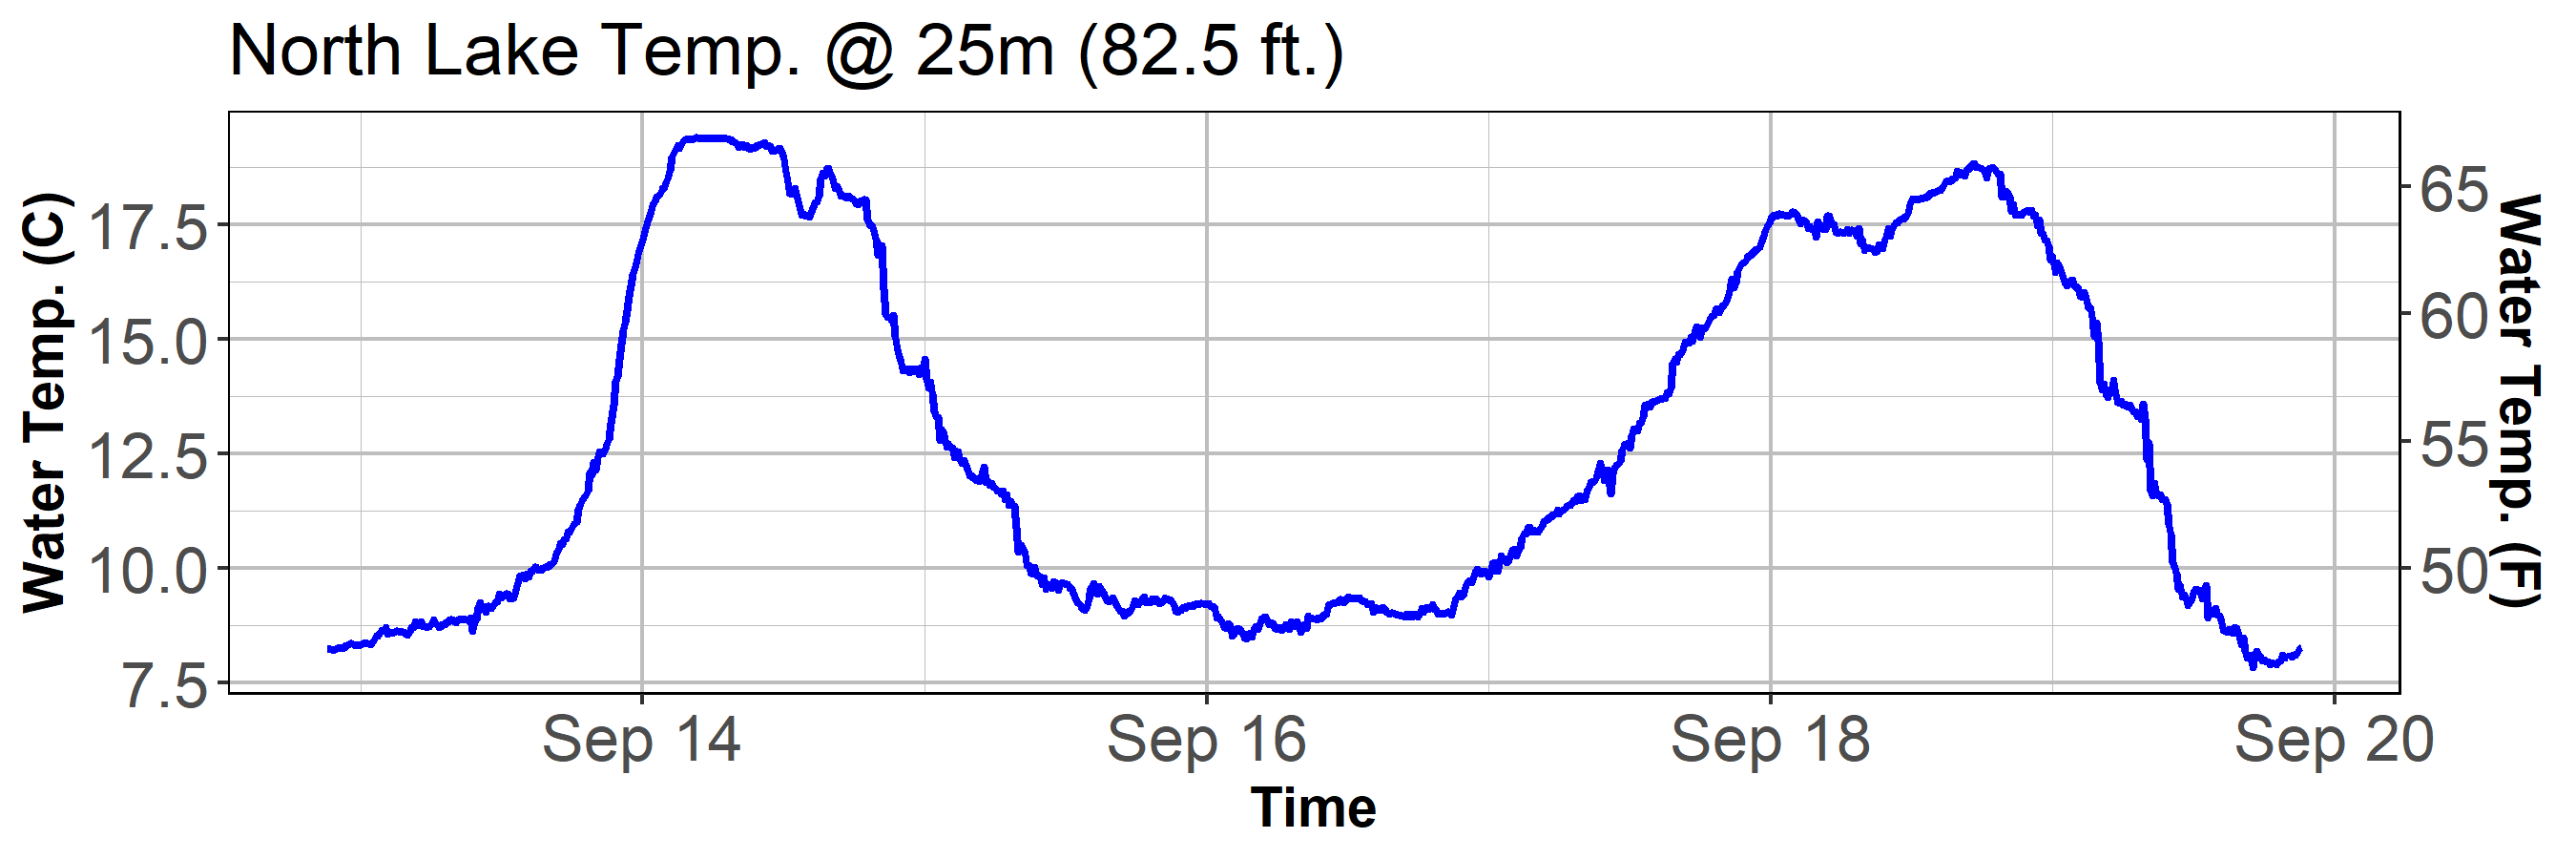 North Lake Temp. @ 25m (82.5 ft.)
Water Temp. (C)
17.5
15.0
12.5
10.0
7.5
65
60
55
50
Water Temp. (F)
Sep 14 Sep 16 Sep 18 Sep 20
Time